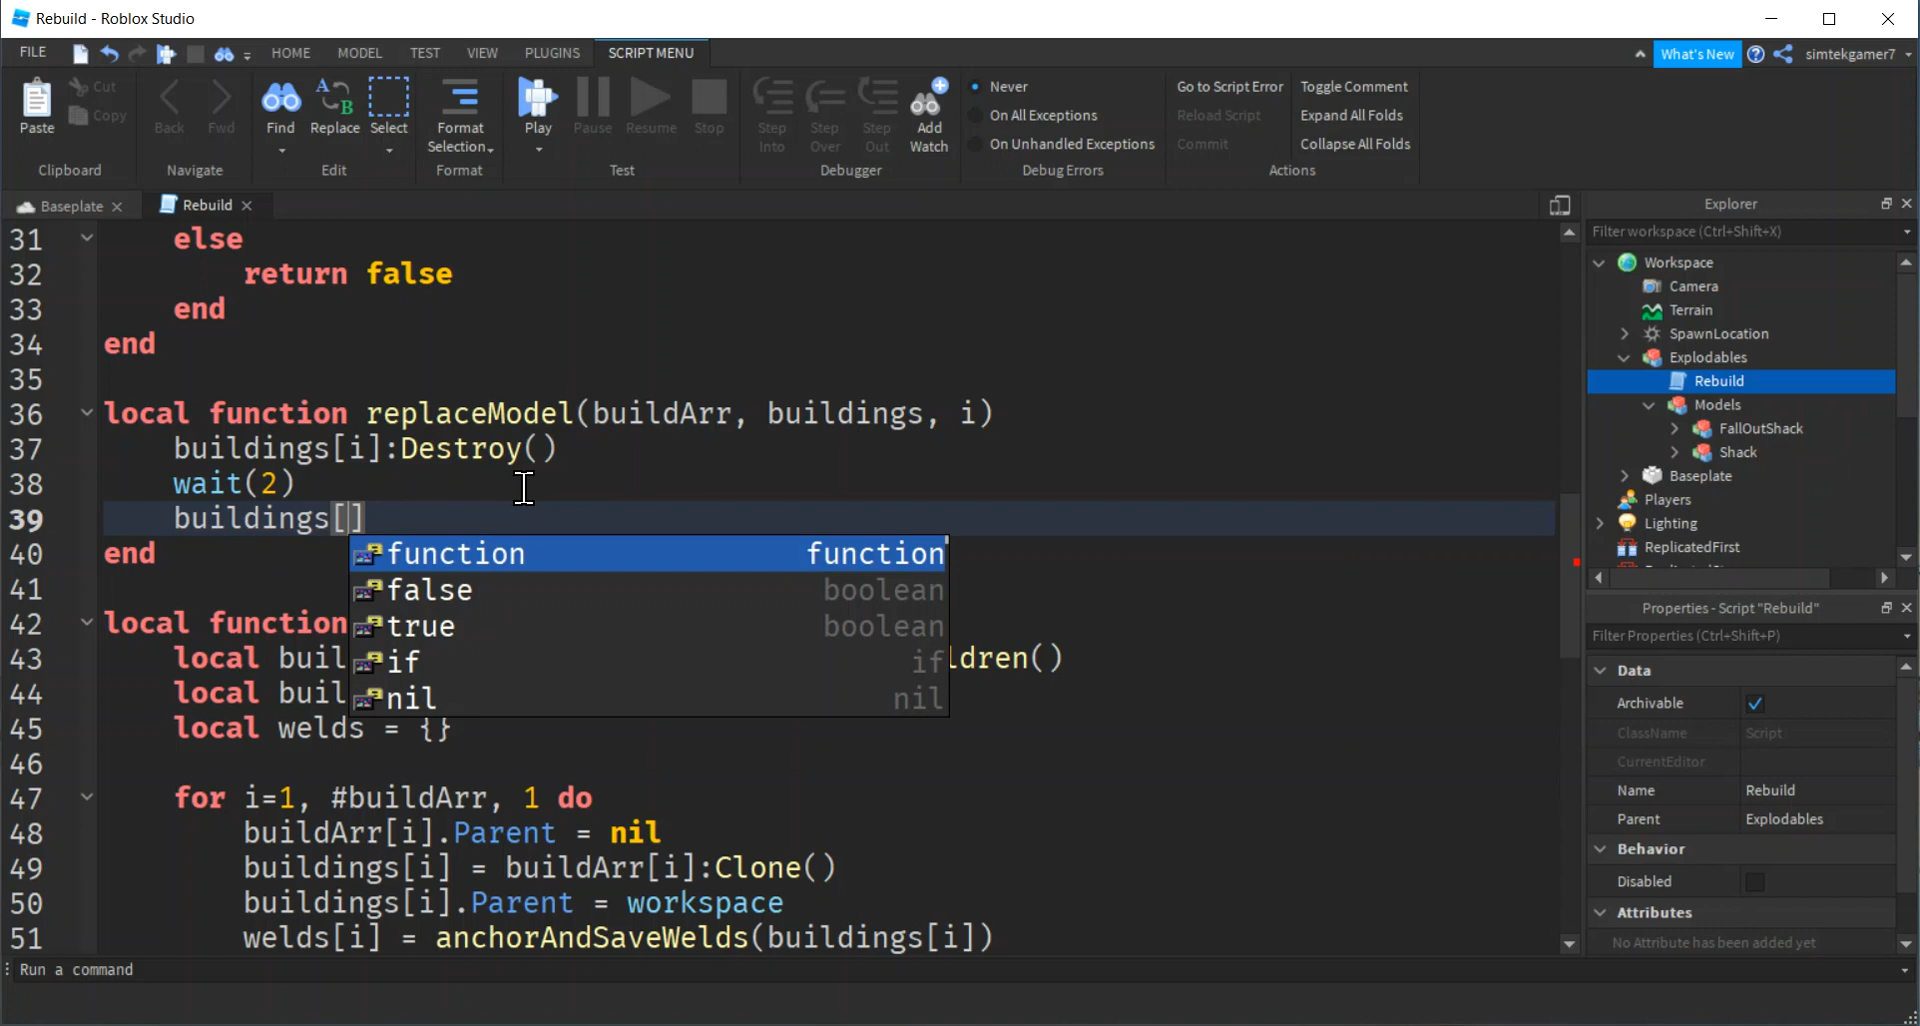 Rebuild - Roblox Studio
FILE HOME MODEL TEST VIEW PLUGINS SCRIPT MENU What's New simtekgamer7
Paste Cut Copy Back Fwd Find Replace Select Format Selection Play Pause Resume Stop Step Into Step Over Step Out Add Watch
Never
On All Exceptions
On Unhandled Exceptions
Go to Script Error
Reload Script
Commit
Toggle Comment
Expand All Folds
Collapse All Folds
Clipboard Navigate Edit Format Test Debugger Debug Errors Actions
Baseplate Rebuild
31 else
32 return false
33 end
34 end
35
36 local function replaceModel(buildArr, buildings, i)
37 buildings[i]:Destroy()
38 wait(2)
39 buildings[]
40 end
41
42 local function
43 local buil ldren()
44 local buil
45 local welds = {}
46
47 for i=1, #buildArr, 1 do
48 buildArr[i].Parent = nil
49 buildings[i] = buildArr[i]:Clone()
50 buildings[i].Parent = workspace
51 welds[i] = anchorAndSaveWelds(buildings[i])
function function
false boolean
true boolean
if if
nil nil
Explorer
Filter workspace (Ctrl+Shift+X)
Workspace
Camera
Terrain
SpawnLocation
Explodables
Rebuild
Models
FallOutShack
Shack
Baseplate
Players
Lighting
ReplicatedFirst
Properties - Script "Rebuild"
Filter Properties (Ctrl+Shift+P)
Data
Archivable
ClassName Script
CurrentEditor
Name Rebuild
Parent Explodables
Behavior
Disabled
Attributes
No Attribute has been added yet
Run a command